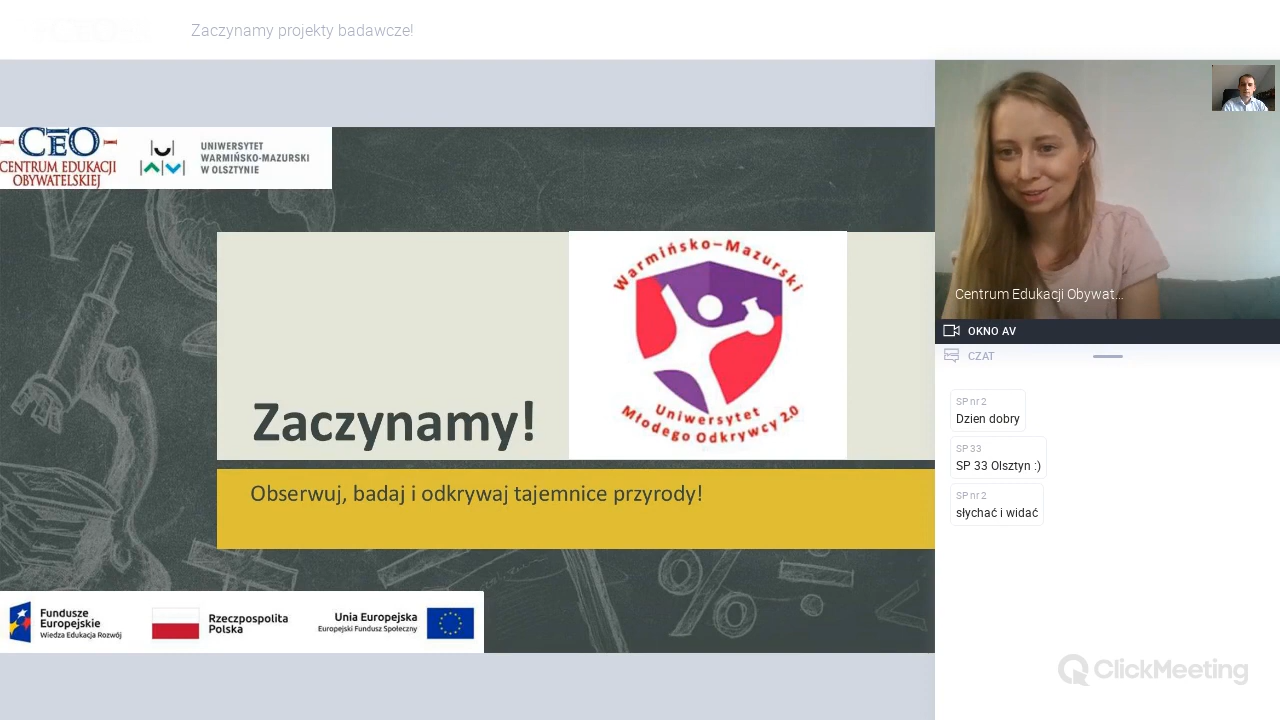 Zaczynamy projekty badawcze!
CEO
CENTRUM EDUKACJI
OBYWATELSKIEJ
UNIWERSYTET
WARMIŃSKO-MAZURSKI
W OLSZTYNIE
Warmińsko-Mazurski
Uniwersytet
Młodego Odkrywcy 2.0
Zaczynamy!
Obserwuj, badaj i odkrywaj tajemnice przyrody!
Fundusze
Europejskie
Wiedza Edukacja Rozwój
Rzeczpospolita
Polska
Unia Europejska
Europejski Fundusz Społeczny
Centrum Edukacji Obywat...
OKNO AV
CZAT
SP nr 2
Dzien dobry
SP 33
SP 33 Olsztyn :)
SP nr 2
słychać i widać
ClickMeeting